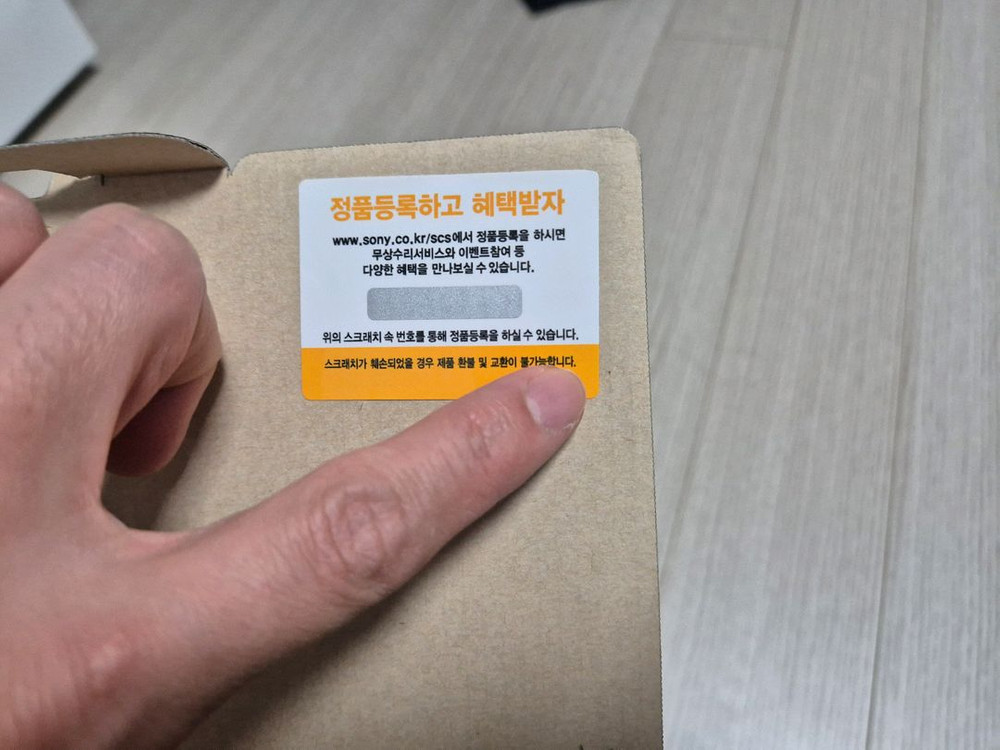 정품등록하고 혜택받자
www.sony.co.kr/scs에서 정품등록을 하시면
무상수리서비스와 이벤트참여 등
다양한 혜택을 만나보실 수 있습니다.
위의 스크래치 속 번호를 통해 정품등록을 하실 수 있습니다.
스크래치가 훼손되었을 경우 제품 환불 및 교환이 불가능합니다.